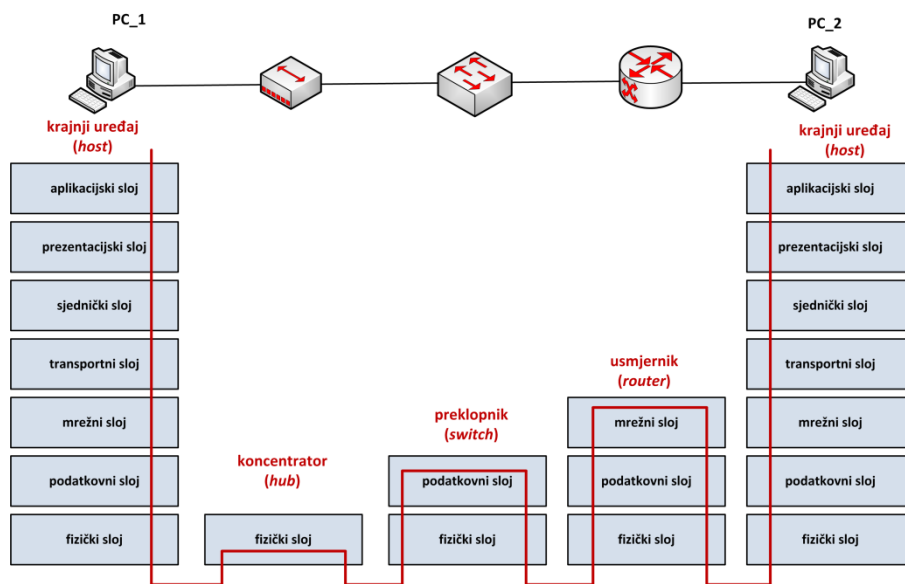 PC_1
PC_2
krajnji uređaj
(host)
krajnji uređaj
(host)
aplikacijski sloj
prezentacijski sloj
sjednički sloj
transportni sloj
mrežni sloj
podatkovni sloj
fizički sloj
koncentrator
(hub)
fizički sloj
preklopnik
(switch)
podatkovni sloj
fizički sloj
usmjernik
(router)
mrežni sloj
podatkovni sloj
fizički sloj
aplikacijski sloj
prezentacijski sloj
sjednički sloj
transportni sloj
mrežni sloj
podatkovni sloj
fizički sloj